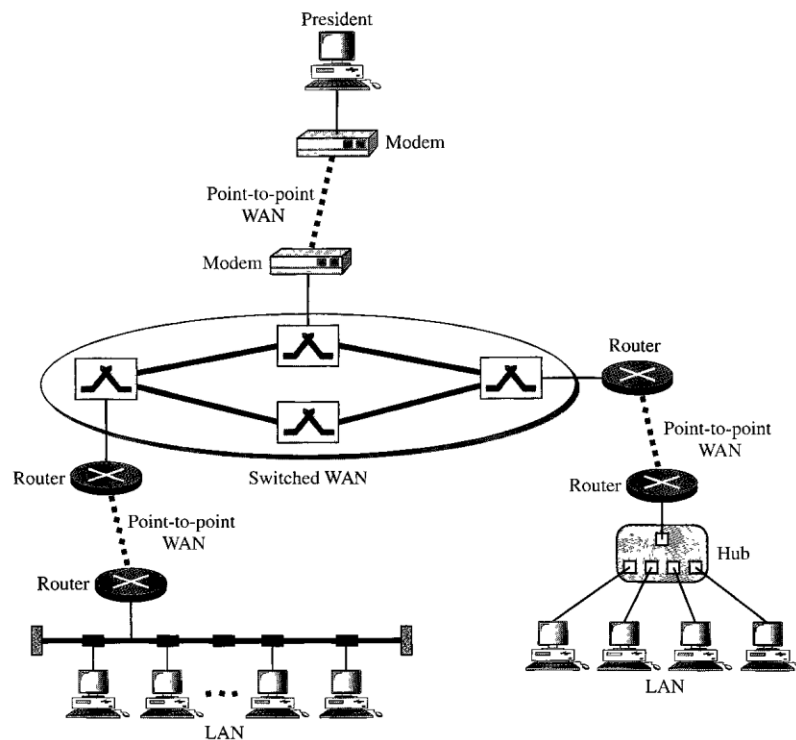 President
Modem
Point-to-point
WAN
Modem
Router
Point-to-point
WAN
Router
Switched WAN
Router
Point-to-point
WAN
Hub
Router
LAN
LAN